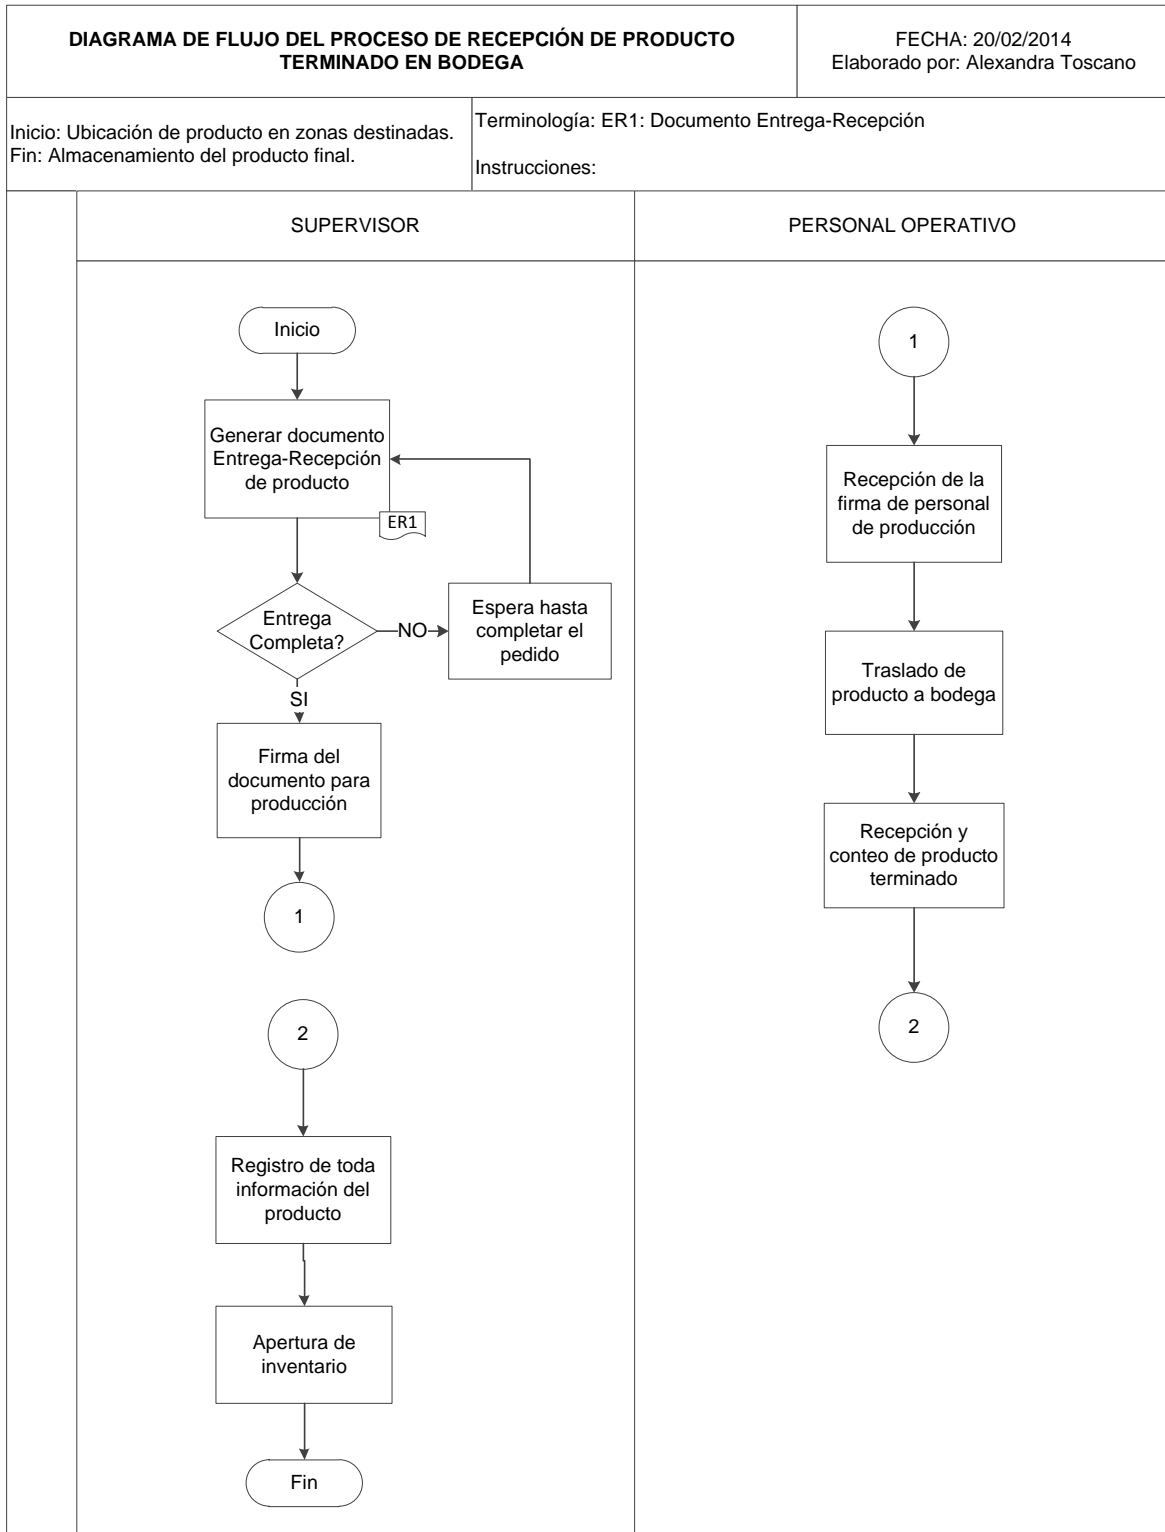 DIAGRAMA DE FLUJO DEL PROCESO DE RECEPCIÓN DE PRODUCTO
TERMINADO EN BODEGA
FECHA: 20/02/2014
Elaborado por: Alexandra Toscano
Inicio: Ubicación de producto en zonas destinadas.
Fin: Almacenamiento del producto final.
Terminología: ER1: Documento Entrega-Recepción
Instrucciones:
SUPERVISOR
PERSONAL OPERATIVO
Inicio
Generar documento
Entrega-Recepción
de producto
ER1
Entrega
Completa?
NO
Espera hasta
completar el
pedido
SI
Firma del
documento para
producción
1
2
Registro de toda
información del
producto
Apertura de
inventario
Fin
1
Recepción de la
firma de personal
de producción
Traslado de
producto a bodega
Recepción y
conteo de producto
terminado
2